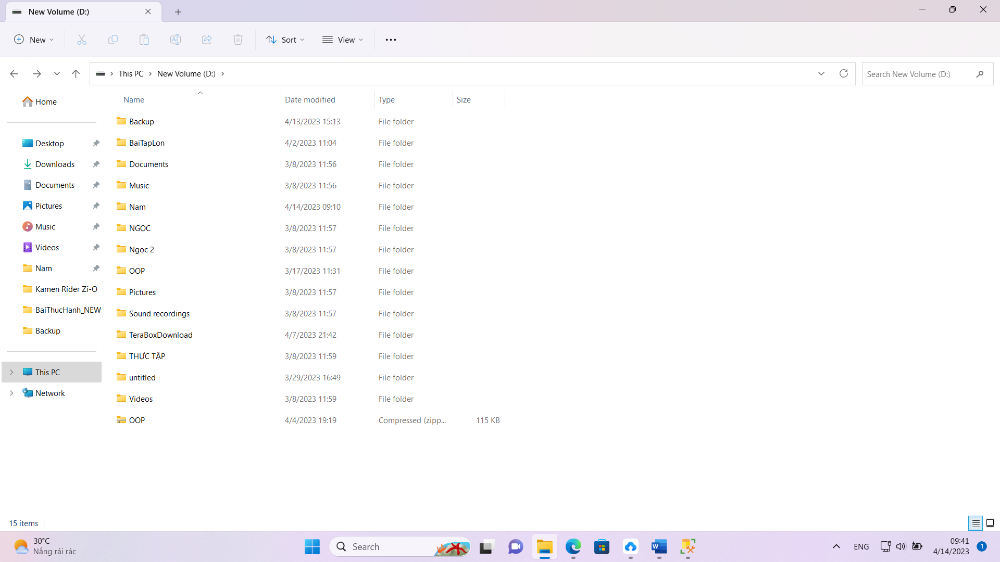 New Volume (D:)
New
Sort
View
This PC
New Volume (D:)
Search New Volume (D:)
Home
Desktop
Downloads
Documents
Pictures
Music
Videos
Nam
Kamen Rider Zi-O
BaiThucHanh_NEW
Backup
This PC
Network
Name Date modified Type Size
Backup 4/13/2023 15:13 File folder
BaiTapLon 4/2/2023 11:04 File folder
Documents 3/8/2023 11:56 File folder
Music 3/8/2023 11:56 File folder
Nam 4/14/2023 09:10 File folder
NGỌC 3/8/2023 11:57 File folder
Ngọc 2 3/8/2023 11:57 File folder
OOP 3/17/2023 11:31 File folder
Pictures 3/8/2023 11:57 File folder
Sound recordings 3/8/2023 11:57 File folder
TeraBoxDownload 4/7/2023 21:42 File folder
THỰC TẬP 3/8/2023 11:59 File folder
untitled 3/29/2023 16:49 File folder
Videos 3/8/2023 11:59 File folder
OOP 4/4/2023 19:19 Compressed (zipp... 115 KB
15 items
30°C
Nắng rải rác
Search
ENG
09:41
4/14/2023
1